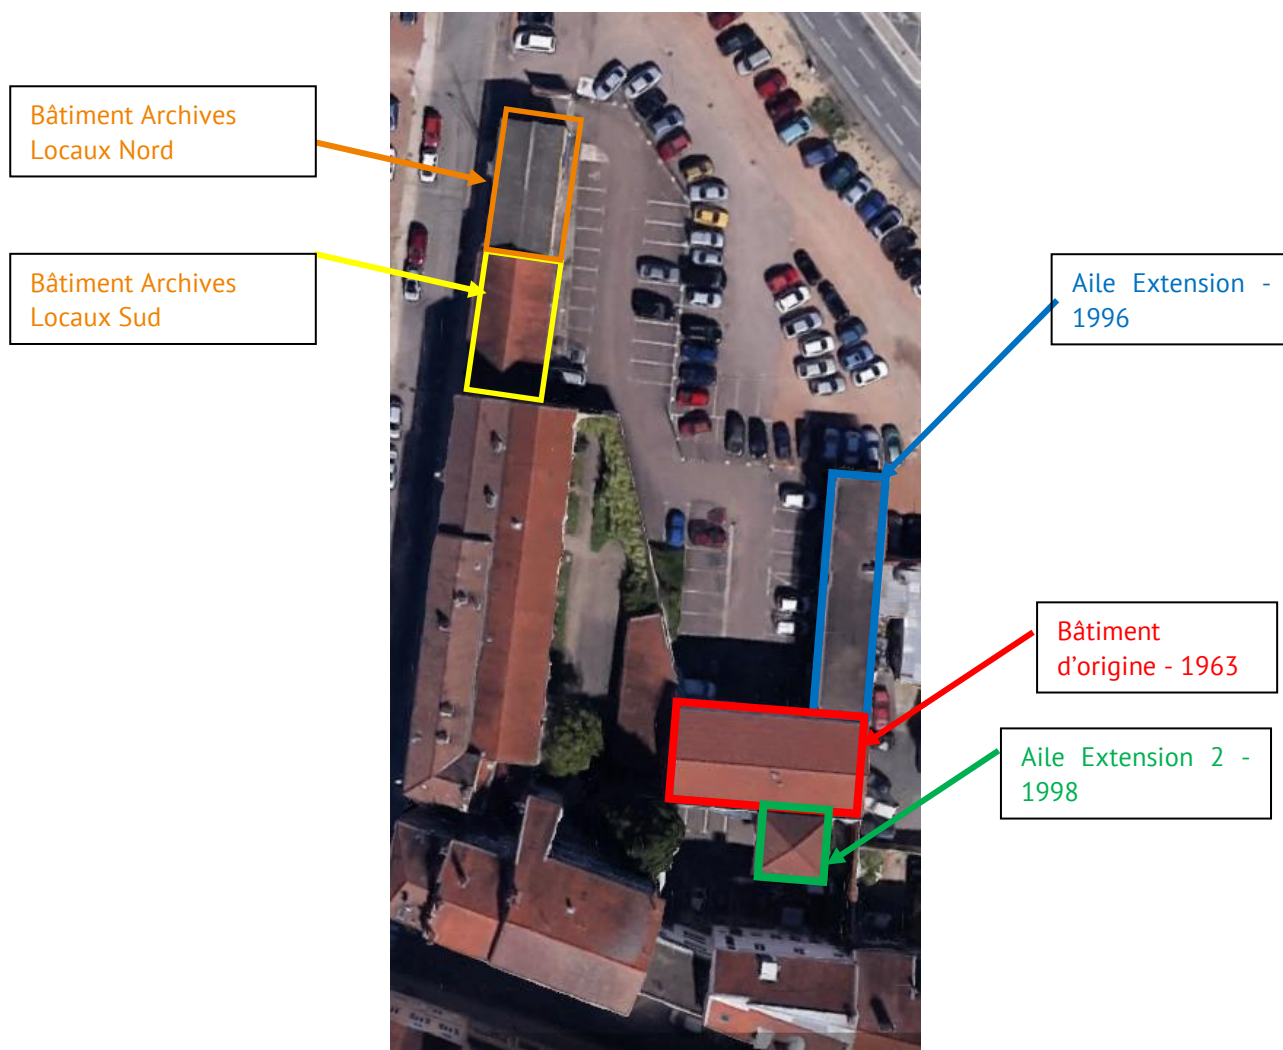 Bâtiment Archives
Locaux Nord
Bâtiment Archives
Locaux Sud
Aile Extension -
1996
Bâtiment
d’origine - 1963
Aile Extension 2 -
1998